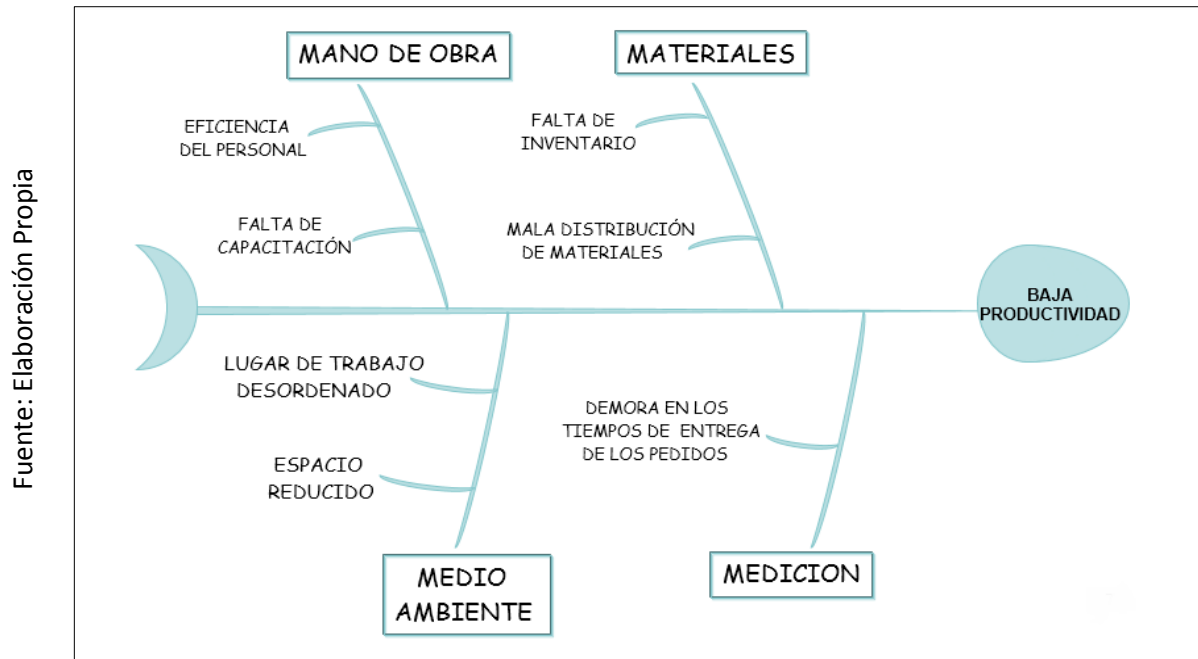 Fuente: Elaboración Propia
MANO DE OBRA
EFICIENCIA
DEL PERSONAL
FALTA DE
CAPACITACIÓN
MATERIALES
FALTA DE
INVENTARIO
MALA DISTRIBUCIÓN
DE MATERIALES
BAJA
PRODUCTIVIDAD
LUGAR DE TRABAJO
DESORDENADO
ESPACIO
REDUCIDO
MEDIO
AMBIENTE
DEMORA EN LOS
TIEMPOS DE ENTREGA
DE LOS PEDIDOS
MEDICION